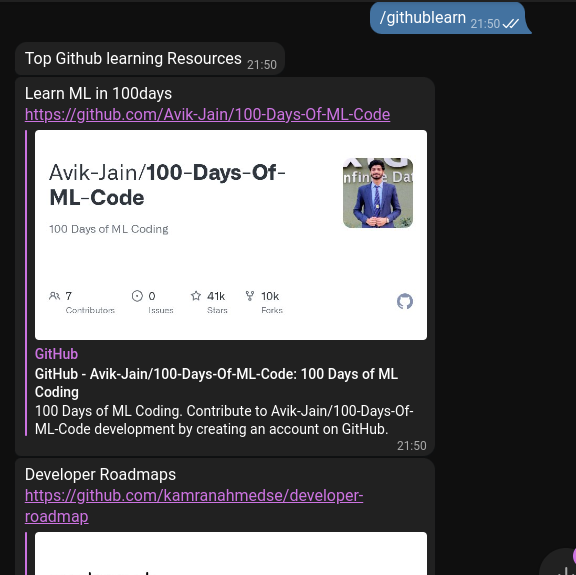 /githublearn 21:50
Top Github learning Resources 21:50
Learn ML in 100days
https://github.com/Avik-Jain/100-Days-Of-ML-Code
Avik-Jain/100-Days-Of-
ML-Code
100 Days of ML Coding
7 0 41k 10k
Contributors Issues Stars Forks
GitHub
GitHub - Avik-Jain/100-Days-Of-ML-Code: 100 Days of ML
Coding
100 Days of ML Coding. Contribute to Avik-Jain/100-Days-Of-
ML-Code development by creating an account on GitHub.
21:50
Developer Roadmaps
https://github.com/kamranahmedse/developer-
roadmap